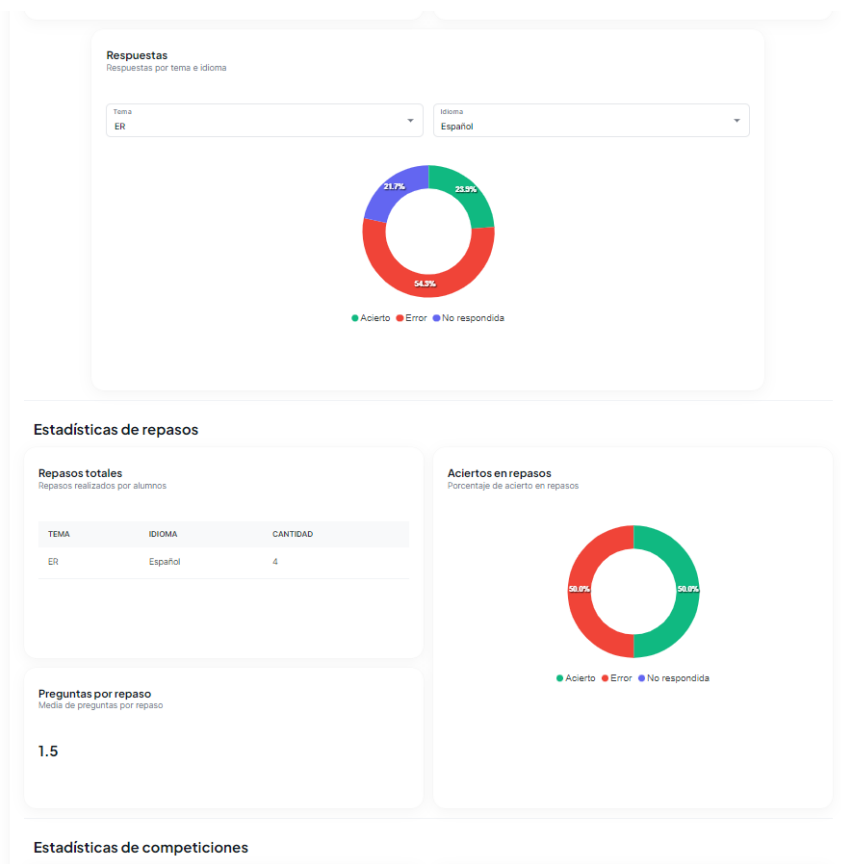 Respuestas
Respuestas por tema e idioma
Tema
ER
Idioma
Español
21.7%
23.9%
54.3%
Acierto Error No respondida
Estadísticas de repasos
Repasos totales
Repasos realizados por alumnos
TEMA IDIOMA CANTIDAD
ER Español 4
Aciertos en repasos
Porcentaje de acierto en repasos
50.0%
50.0%
Acierto Error No respondida
Preguntas por repaso
Media de preguntas por repaso
1.5
Estadísticas de competiciones